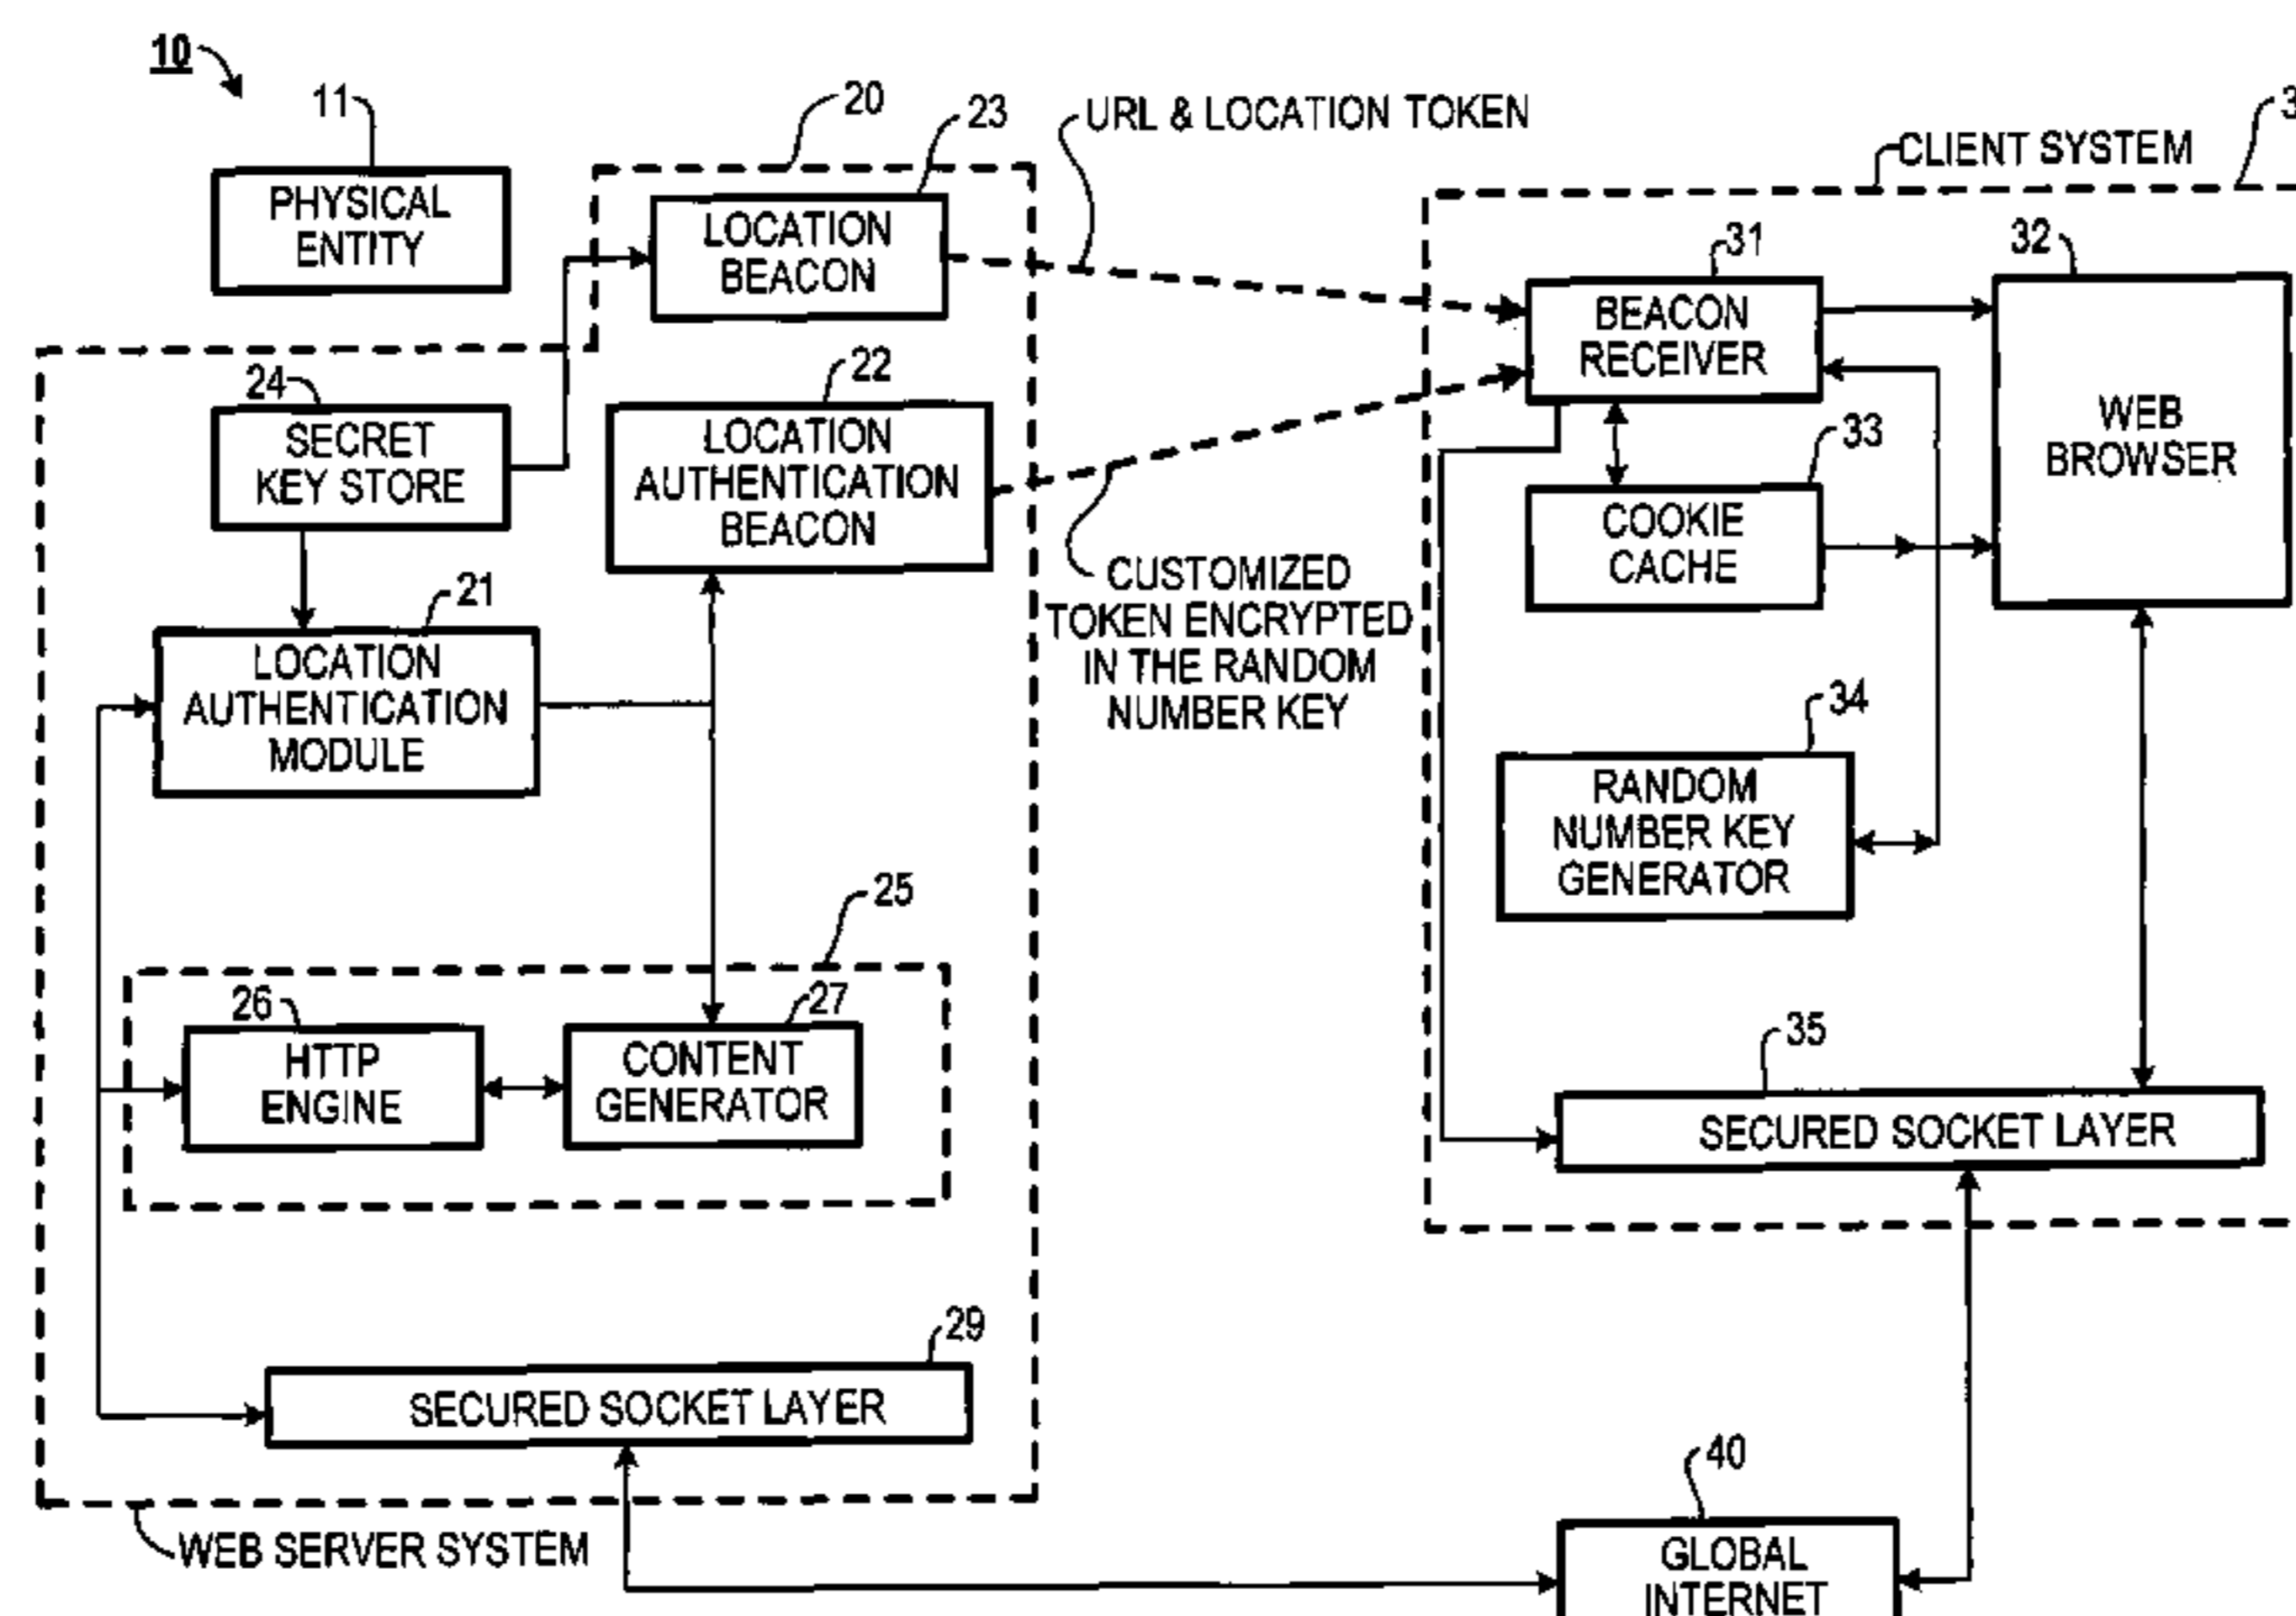 10
11
PHYSICAL
ENTITY
20
23
LOCATION
BEACON
URL & LOCATION TOKEN
CLIENT SYSTEM
3
24
SECRET
KEY STORE
22
LOCATION
AUTHENTICATION
BEACON
31
BEACON
RECEIVER
32
WEB
BROWSER
33
COOKIE
CACHE
21
LOCATION
AUTHENTICATION
MODULE
CUSTOMIZED
TOKEN ENCRYPTED
IN THE RANDOM
NUMBER KEY
34
RANDOM
NUMBER KEY
GENERATOR
25
26
HTTP
ENGINE
27
CONTENT
GENERATOR
35
SECURED SOCKET LAYER
29
SECURED SOCKET LAYER
WEB SERVER SYSTEM
40
GLOBAL
INTERNET